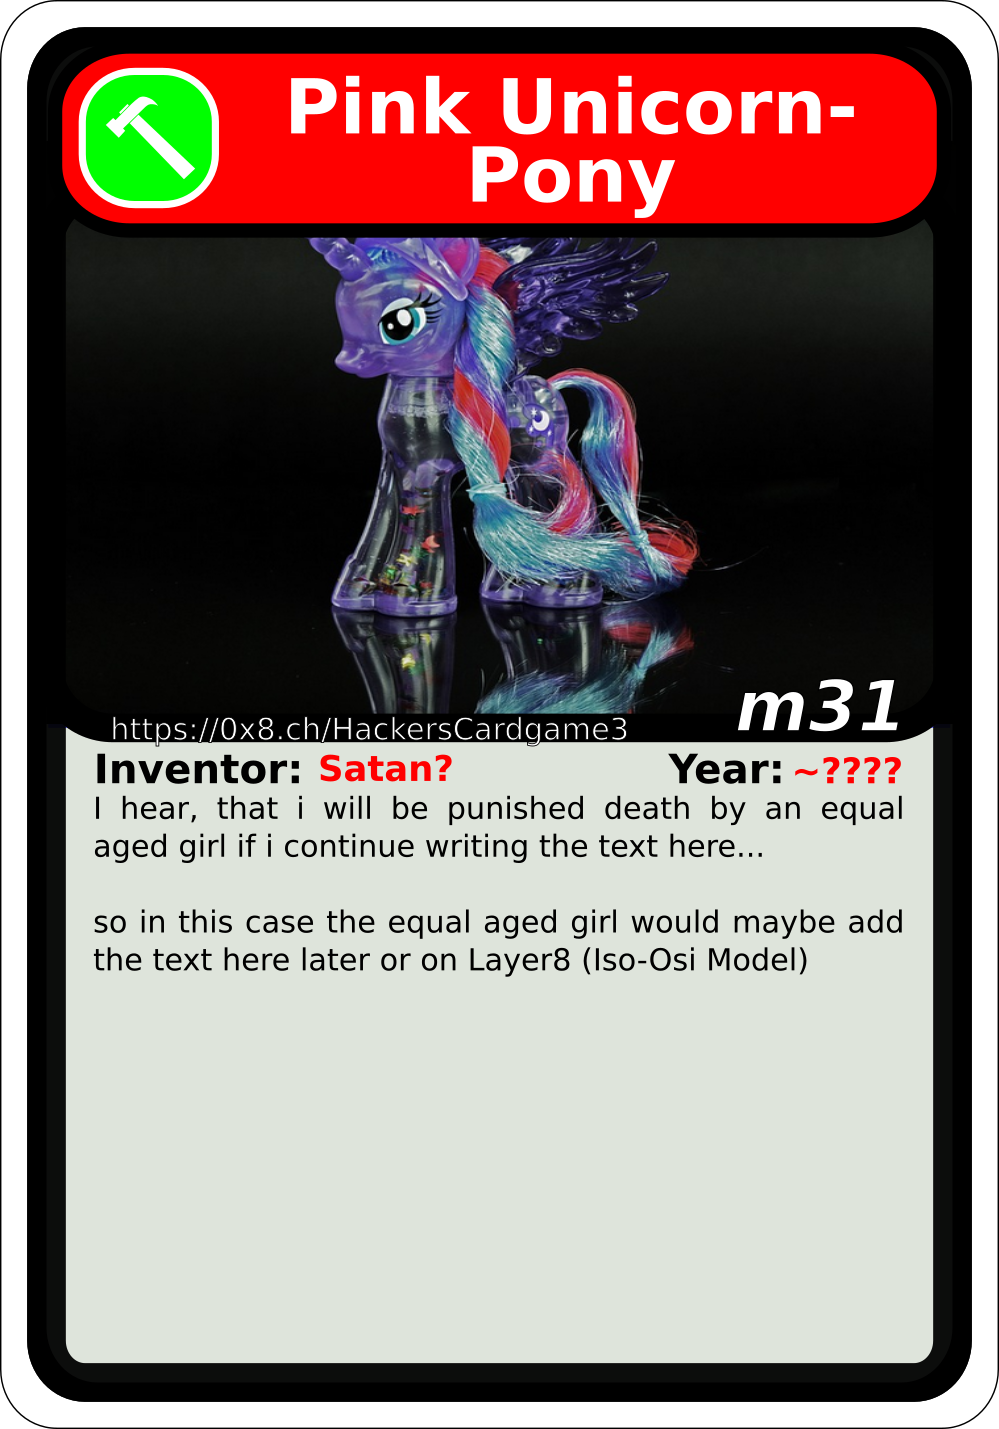 Pink Unicorn-
Pony
m31
https://0x8.ch/HackersCardgame3
Inventor: Satan? Year: ~????
I hear, that i will be punished death by an equal
aged girl if i continue writing the text here...
so in this case the equal aged girl would maybe add
the text here later or on Layer8 (Iso-Osi Model)